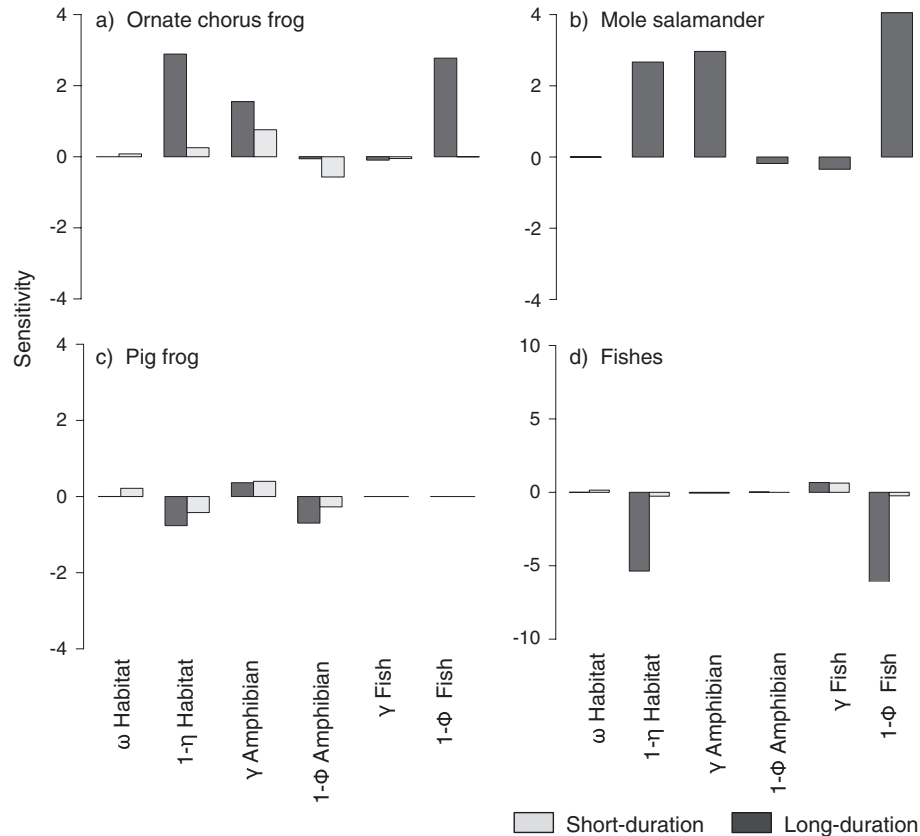 a) Ornate chorus frog
4
2
0
-2
-4
b) Mole salamander
4
2
0
-2
-4
Sensitivity
c) Pig frog
4
2
0
-2
-4
d) Fishes
10
5
0
-5
-10
ω Habitat
1-η Habitat
γ Amphibian
1-Φ Amphibian
γ Fish
1-Φ Fish
ω Habitat
1-η Habitat
γ Amphibian
1-Φ Amphibian
γ Fish
1-Φ Fish
Short-duration
Long-duration